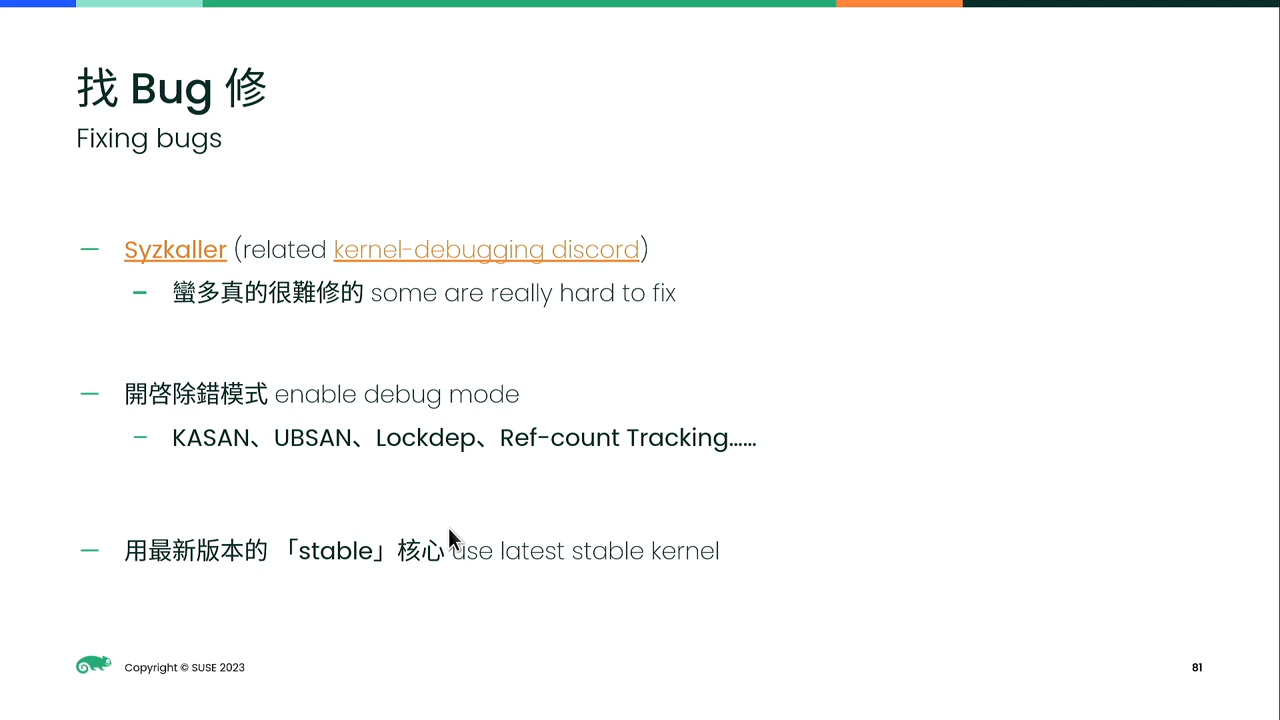 找 Bug 修
Fixing bugs
— Syzkaller (related kernel-debugging discord)
– 蠻多真的很難修的 some are really hard to fix
— 開啓除錯模式 enable debug mode
– KASAN、UBSAN、Lockdep、Ref-count Tracking……
— 用最新版本的 「stable」核心 use latest stable kernel
Copyright © SUSE 2023
81